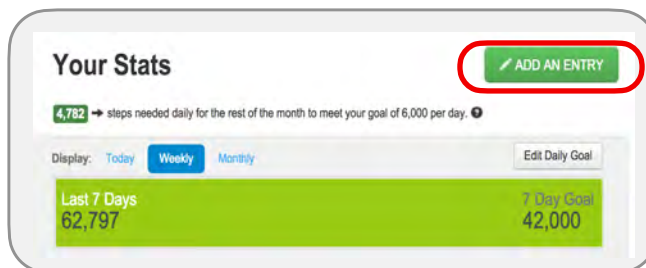 Your Stats
ADD AN ENTRY
4,782 → steps needed daily for the rest of the month to meet your goal of 6,000 per day. ?
Display: Today Weekly Monthly
Edit Daily Goal
Last 7 Days
7 Day Goal
62,797
42,000